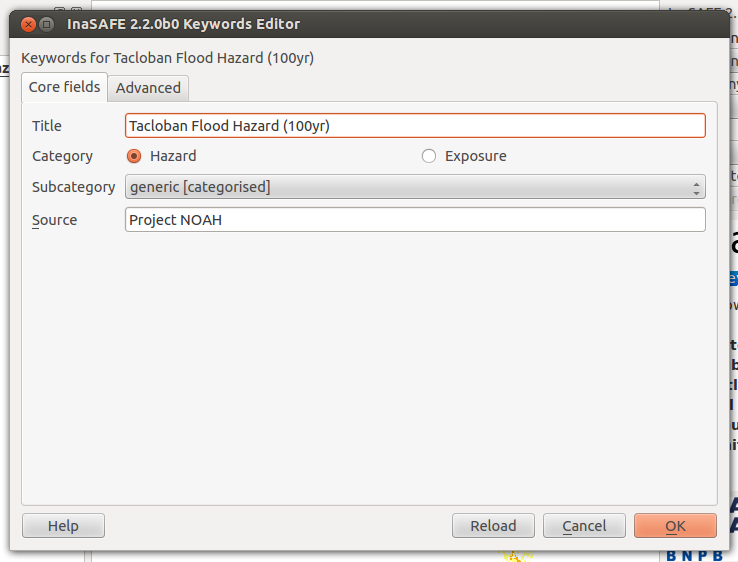 InaSAFE 2.2.0b0 Keywords Editor
Keywords for Tacloban Flood Hazard (100yr)
Core fields
Advanced
Title
Tacloban Flood Hazard (100yr)
Category
Hazard
Exposure
Subcategory
generic [categorised]
Source
Project NOAH
Help
Reload
Cancel
OK
BNPB